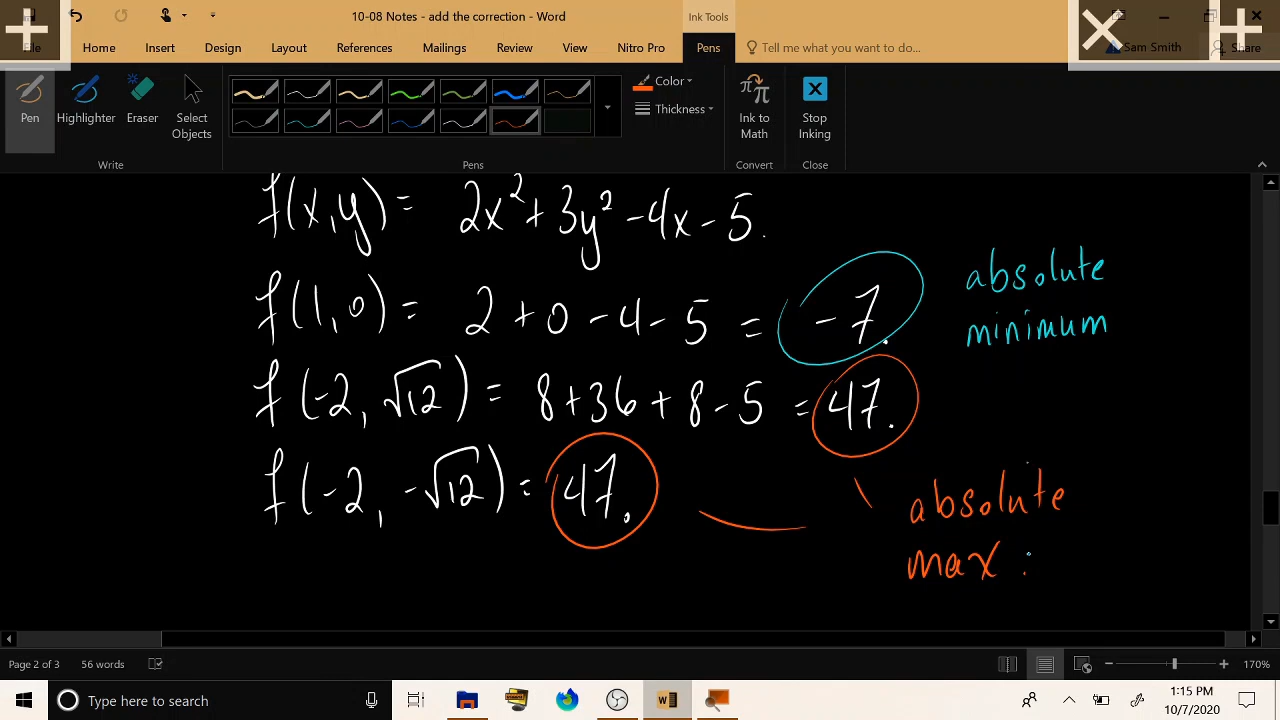 10-08 Notes - add the correction - Word
Ink Tools
File Home Insert Design Layout References Mailings Review View Nitro Pro Pens Tell me what you want to do... Sam Smith Share
Pen Highlighter Eraser Select Objects
Color
Thickness
Ink to Math
Stop Inking
Write Pens Convert Close
f(x,y) = 2x² + 3y² - 4x - 5.
f(1,0) = 2 + 0 - 4 - 5 = -7.
absolute
minimum
f(-2, √12) = 8 + 36 + 8 - 5 = 47.
f(-2, -√12) = 47.
absolute
max :
Page 2 of 3 56 words 170%
Type here to search
1:15 PM
10/7/2020